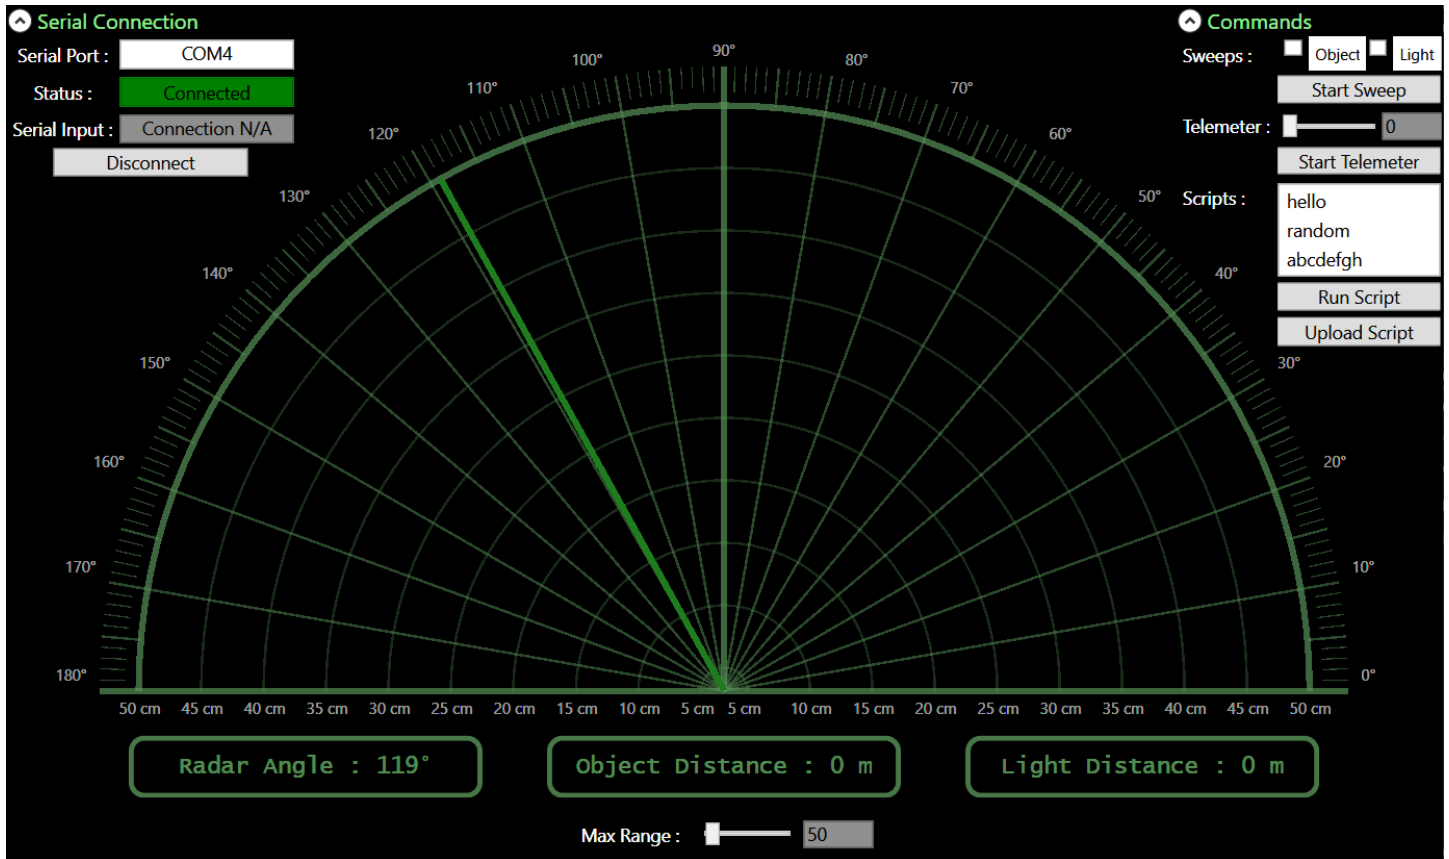 Serial Connection
Serial Port :
COM4
Status :
Connected
Serial Input :
Connection N/A
Disconnect
Commands
Sweeps :
Object
Light
Start Sweep
Telemeter :
0
Start Telemeter
Scripts :
hello
random
abcdefgh
Run Script
Upload Script
180°
170°
160°
150°
140°
130°
120°
110°
100°
90°
80°
70°
60°
50°
40°
30°
20°
10°
0°
50 cm 45 cm 40 cm 35 cm 30 cm 25 cm 20 cm 15 cm 10 cm 5 cm 5 cm 10 cm 15 cm 20 cm 25 cm 30 cm 35 cm 40 cm 45 cm 50 cm
Radar Angle : 119°
Object Distance : 0 m
Light Distance : 0 m
Max Range :
50